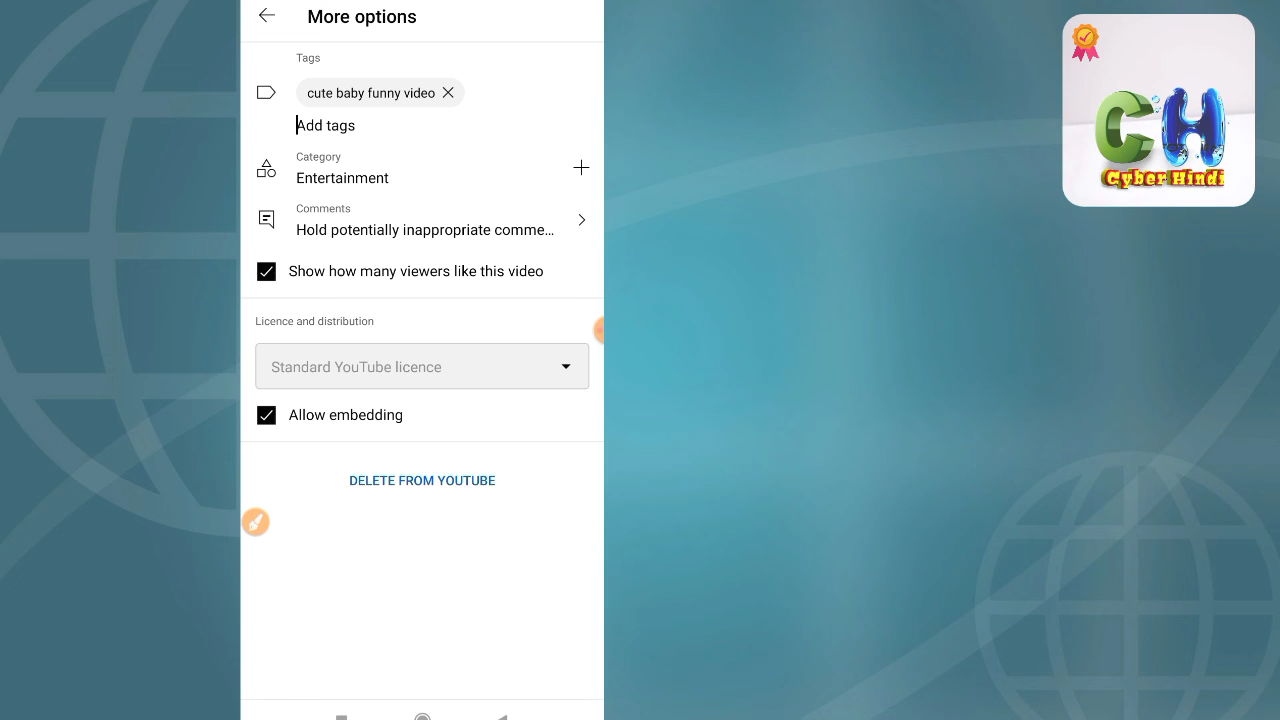 More options
Tags
cute baby funny video
Add tags
Category
Entertainment
Comments
Hold potentially inappropriate comme...
Show how many viewers like this video
Licence and distribution
Standard YouTube licence
Allow embedding
DELETE FROM YOUTUBE
CH
Cyber Hindi